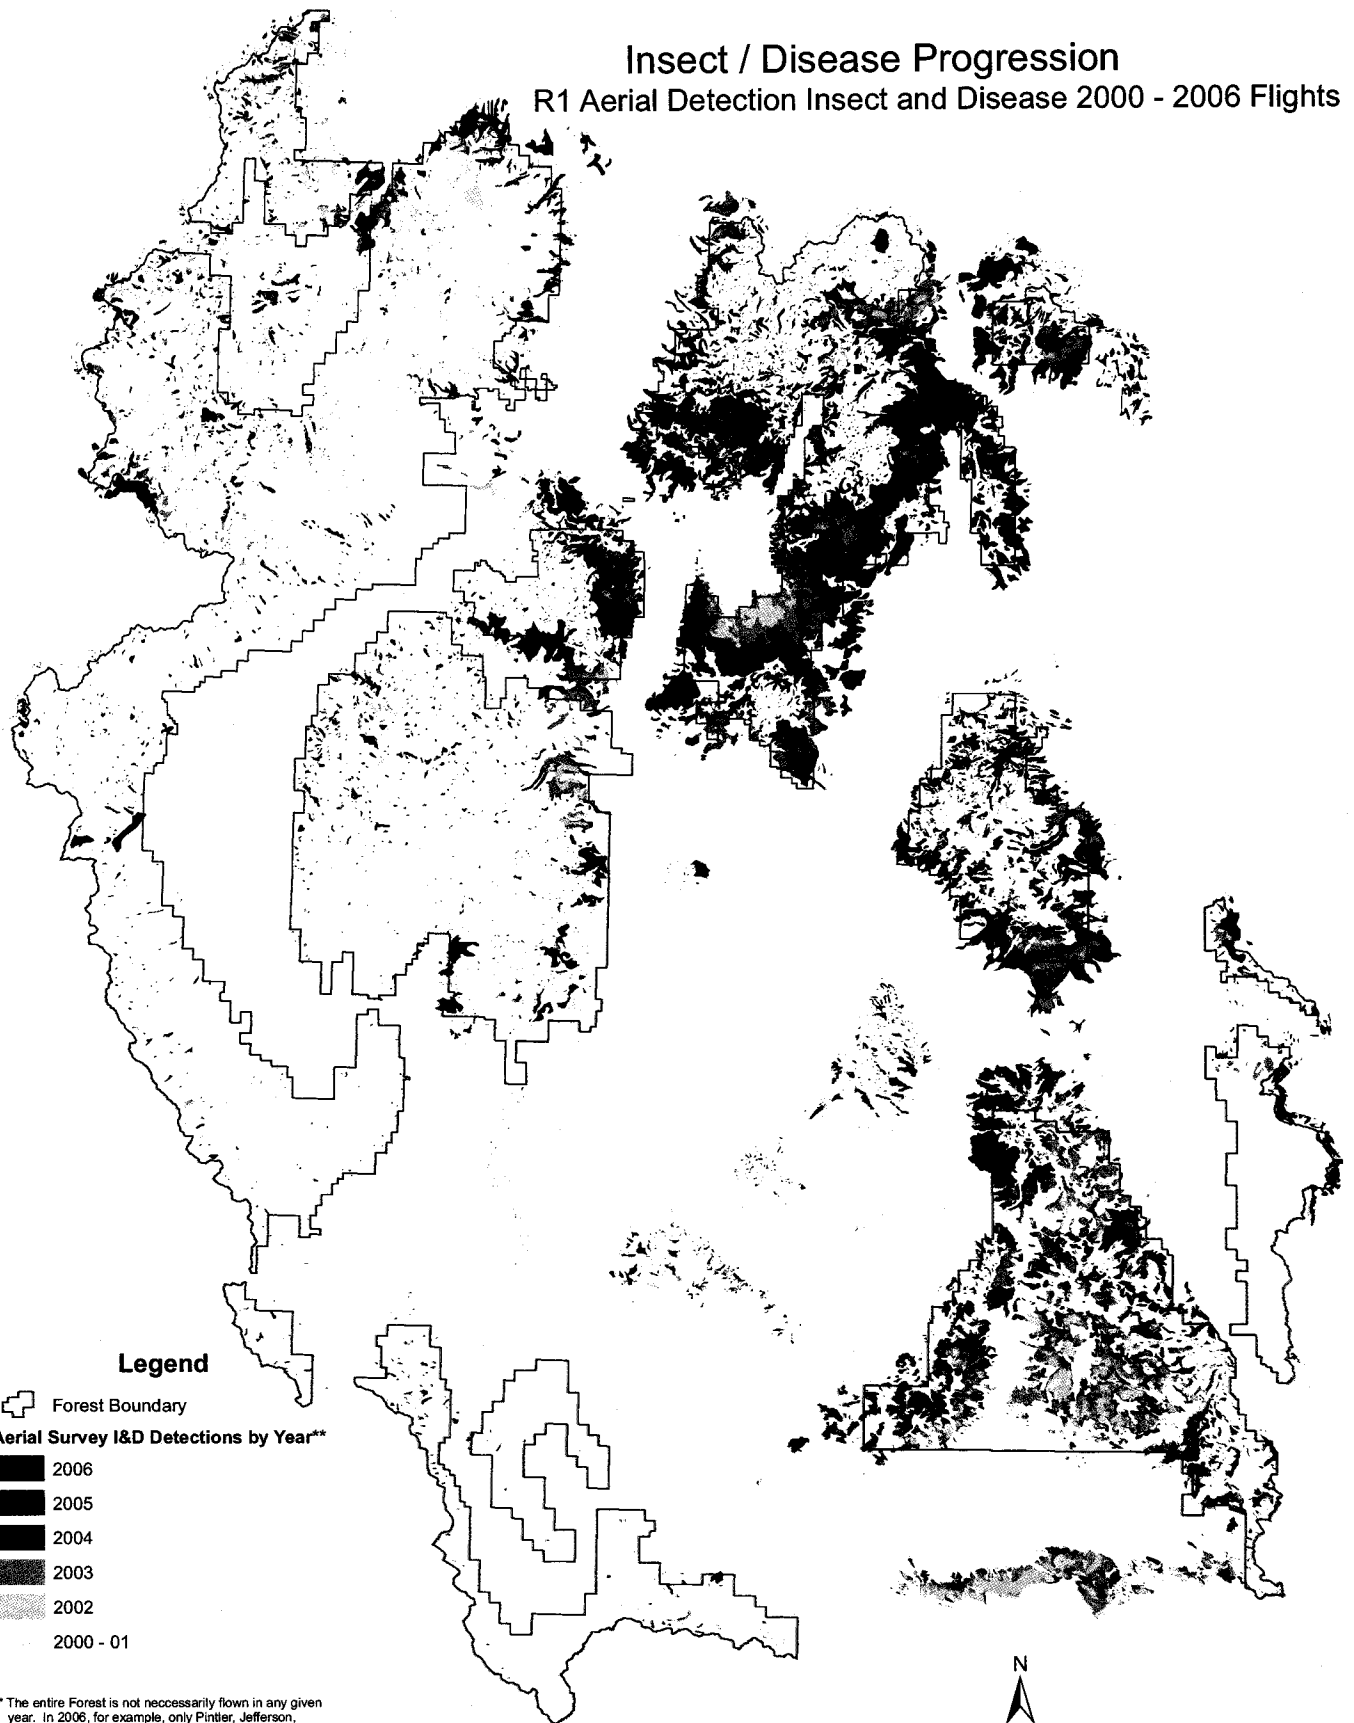 Insect / Disease Progression
R1 Aerial Detection Insect and Disease 2000 - 2006 Flights
Legend
Forest Boundary
Aerial Survey I&D Detections by Year**
2006
2005
2004
2003
2002
2000 - 01
* The entire Forest is not neccessarily flown in any given
year. In 2006, for example, only Pintler, Jefferson,
N